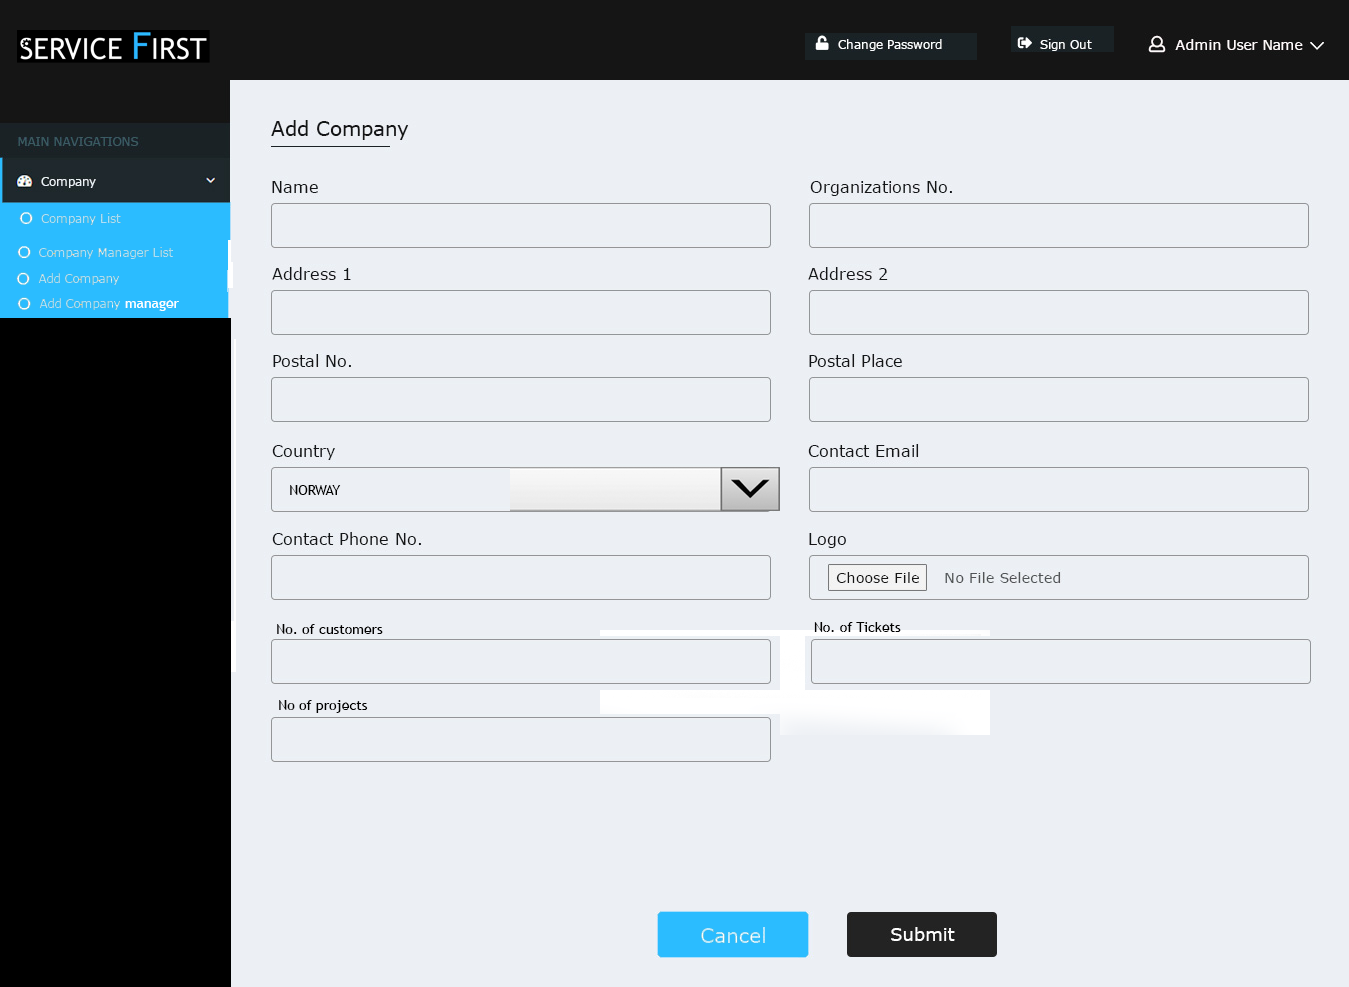 SERVICE FIRST
Change Password
Sign Out
Admin User Name
MAIN NAVIGATIONS
Company
Company List
Company Manager List
Add Company
Add Company manager
Add Company
Name
Organizations No.
Address 1
Address 2
Postal No.
Postal Place
Country
Contact Email
NORWAY
Contact Phone No.
Logo
Choose File
No File Selected
No. of customers
No. of Tickets
No of projects
Cancel
Submit